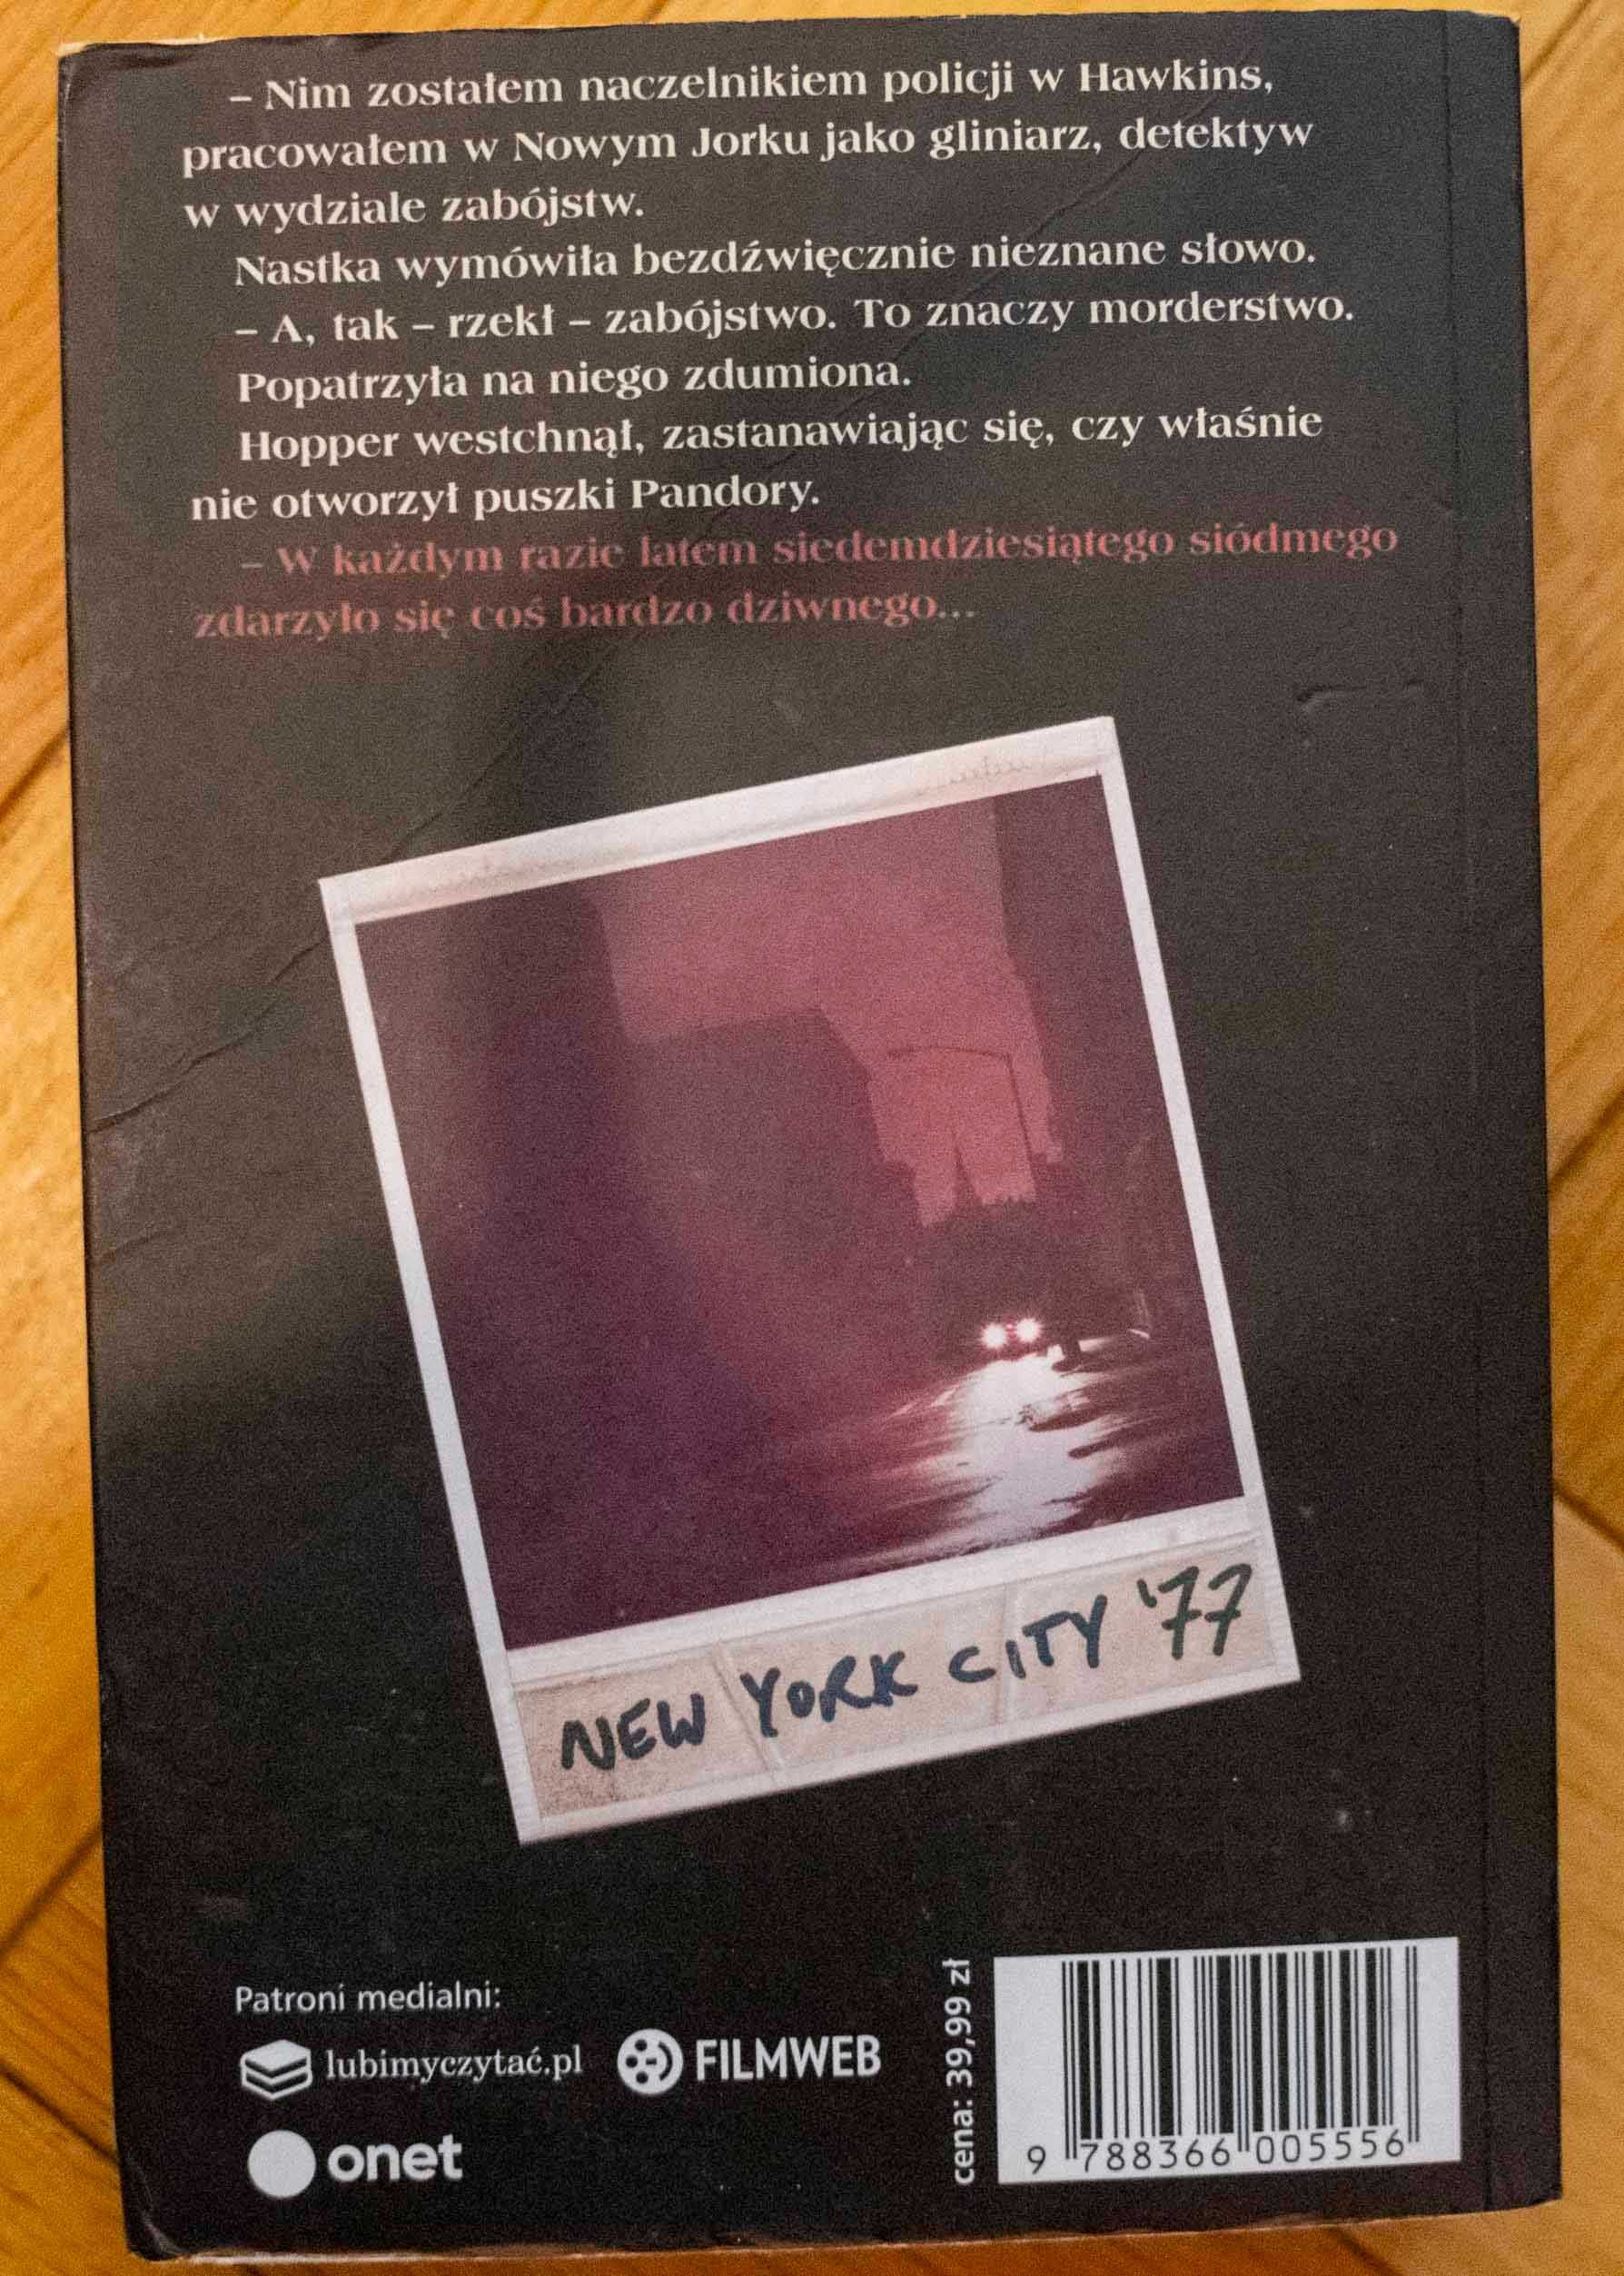 – Nim zostałem naczelnikiem policji w Hawkins,
pracowałem w Nowym Jorku jako gliniarz, detektyw
w wydziale zabójstw.
Nastka wymówiła bezdźwięcznie nieznane słowo.
– A, tak – rzekł – zabójstwo. To znaczy morderstwo.
Popatrzyła na niego zdumiona.
Hopper westchnął, zastanawiając się, czy właśnie
nie otworzył puszki Pandory.
– W każdym razie latem siedemdziesiątego siódmego
zdarzyło się coś bardzo dziwnego...
NEW YORK CITY '77
Patroni medialni:
lubimyczytać.pl
FILMWEB
onet
cena: 39,99 zł
9 788366 005556